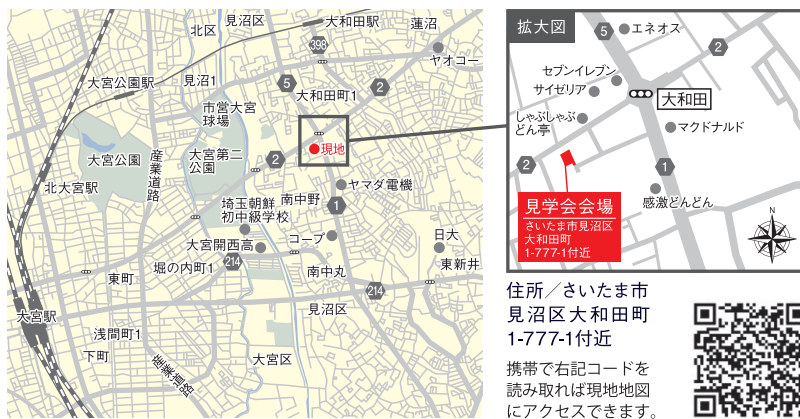 北区
見沼区
大和田駅
蓮沼
398
ヤオコー
大宮公園駅
見沼1
5
2
大和田町1
市営大宮
球場
現地
大宮公園
産業道路
大宮第二
公園
2
北大宮駅
ヤマダ電機
埼玉朝鮮
初中級学校
南中野
1
大宮開西高
コープ
日大
214
堀の内町1
南中丸
東新井
東町
214
大宮駅
見沼区
浅間町1
下町
産業道路
大宮区
拡大図
5
エネオス
2
セブンイレブン
サイゼリア
大和田
しゃぶしゃぶ
どん亭
マクドナルド
2
1
見学会会場
さいたま市見沼区
大和田町
1-777-1付近
感激どんどん
N
住所／さいたま市
見沼区大和田町
1-777-1付近
携帯で右記コードを
読み取れば現地地図
にアクセスできます。